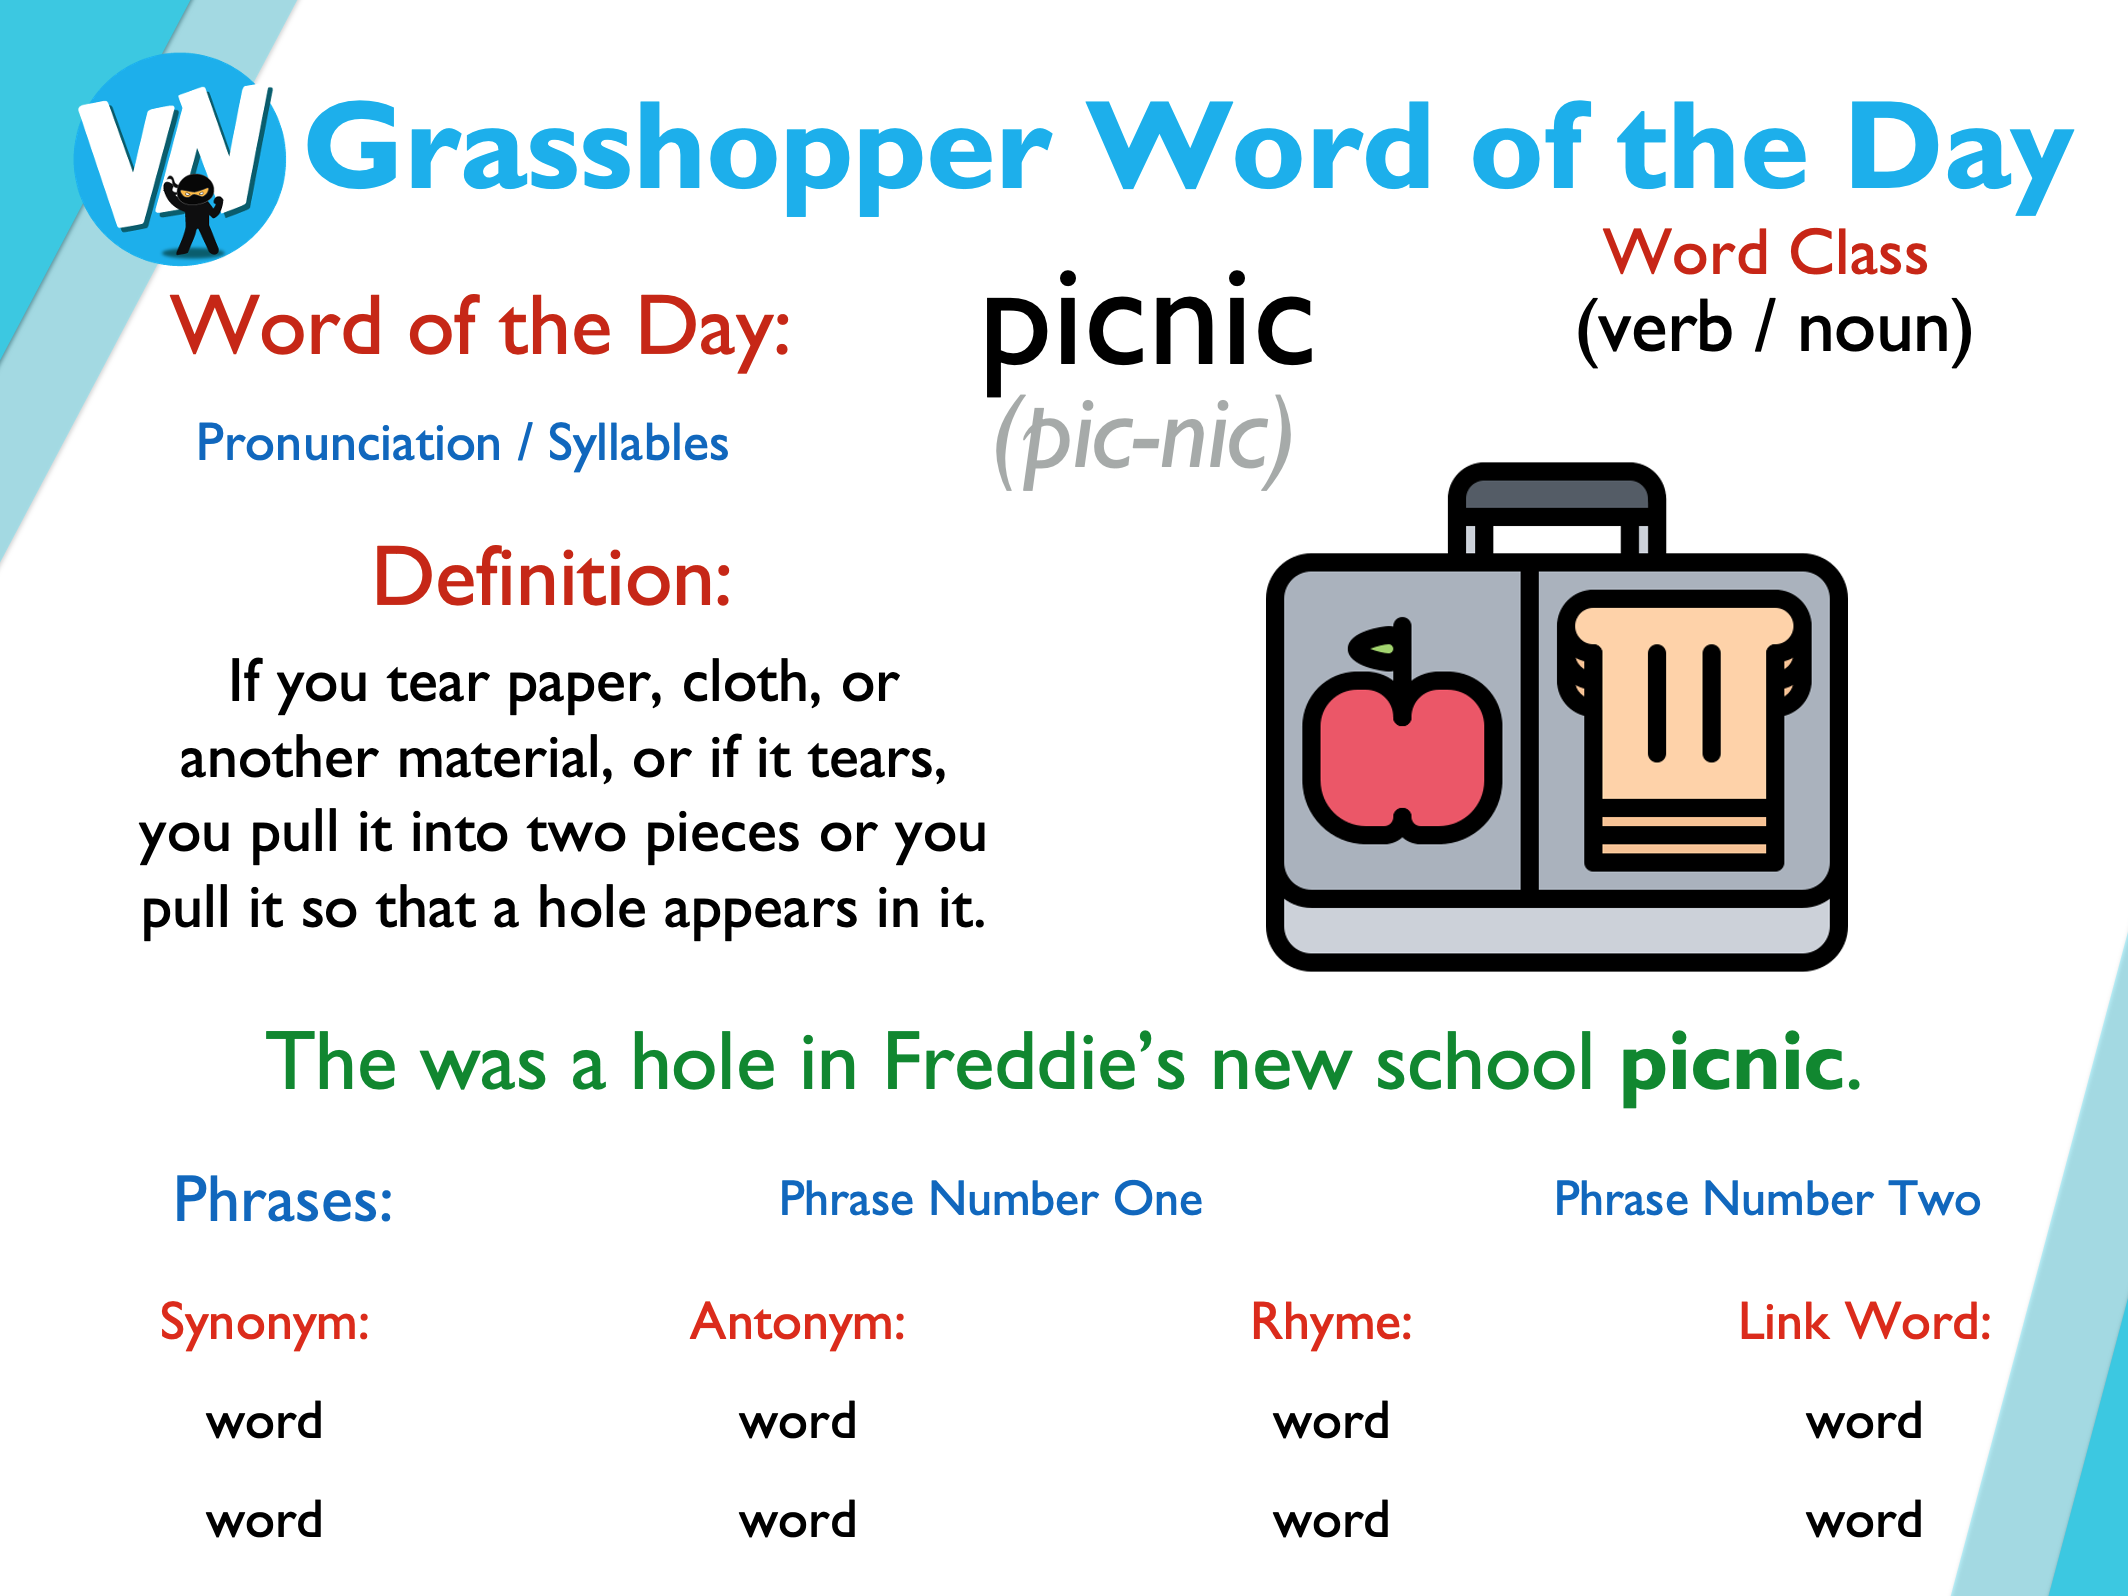 VN
Grasshopper Word of the Day
Word Class
Word of the Day:
picnic
(verb / noun)
Pronunciation / Syllables
(pic-nic)
Definition:
If you tear paper, cloth, or
another material, or if it tears,
you pull it into two pieces or you
pull it so that a hole appears in it.
The was a hole in Freddie’s new school picnic.
Phrases:
Phrase Number One
Phrase Number Two
Synonym:
Antonym:
Rhyme:
Link Word:
word
word
word
word
word
word
word
word